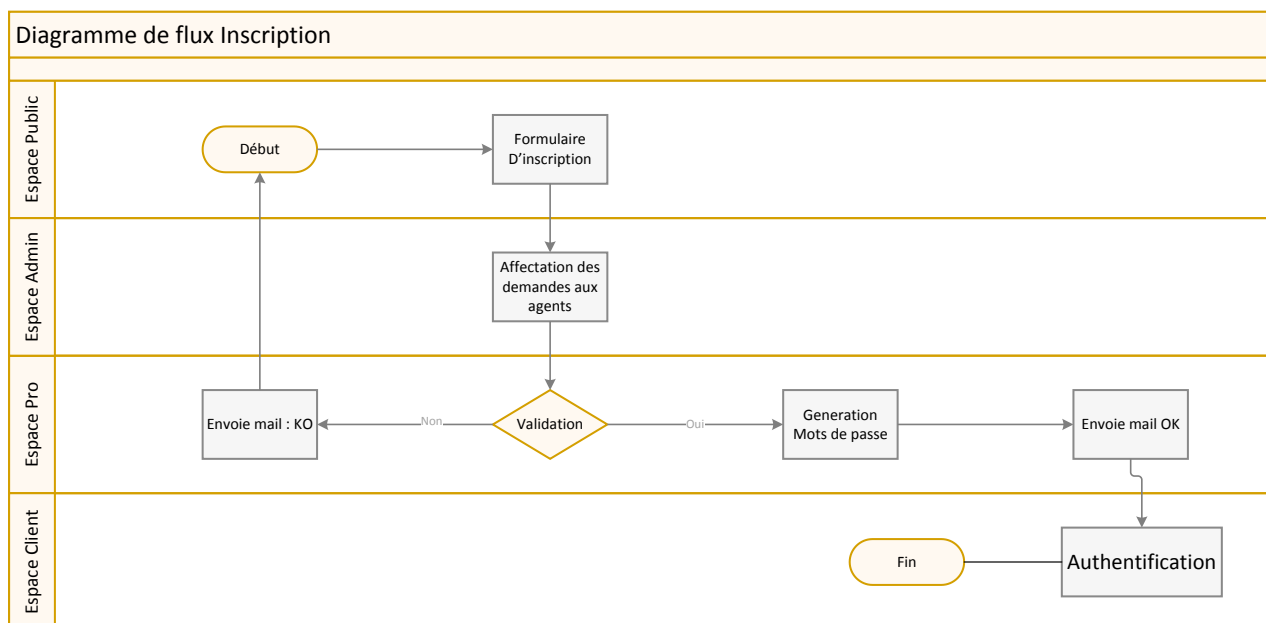 Diagramme de flux Inscription
Espace Public
Début
Formulaire
D’inscription
Espace Admin
Affectation des
demandes aux
agents
Espace Pro
Envoie mail : KO
Non
Validation
Oui
Generation
Mots de passe
Envoie mail OK
Espace Client
Fin
Authentification